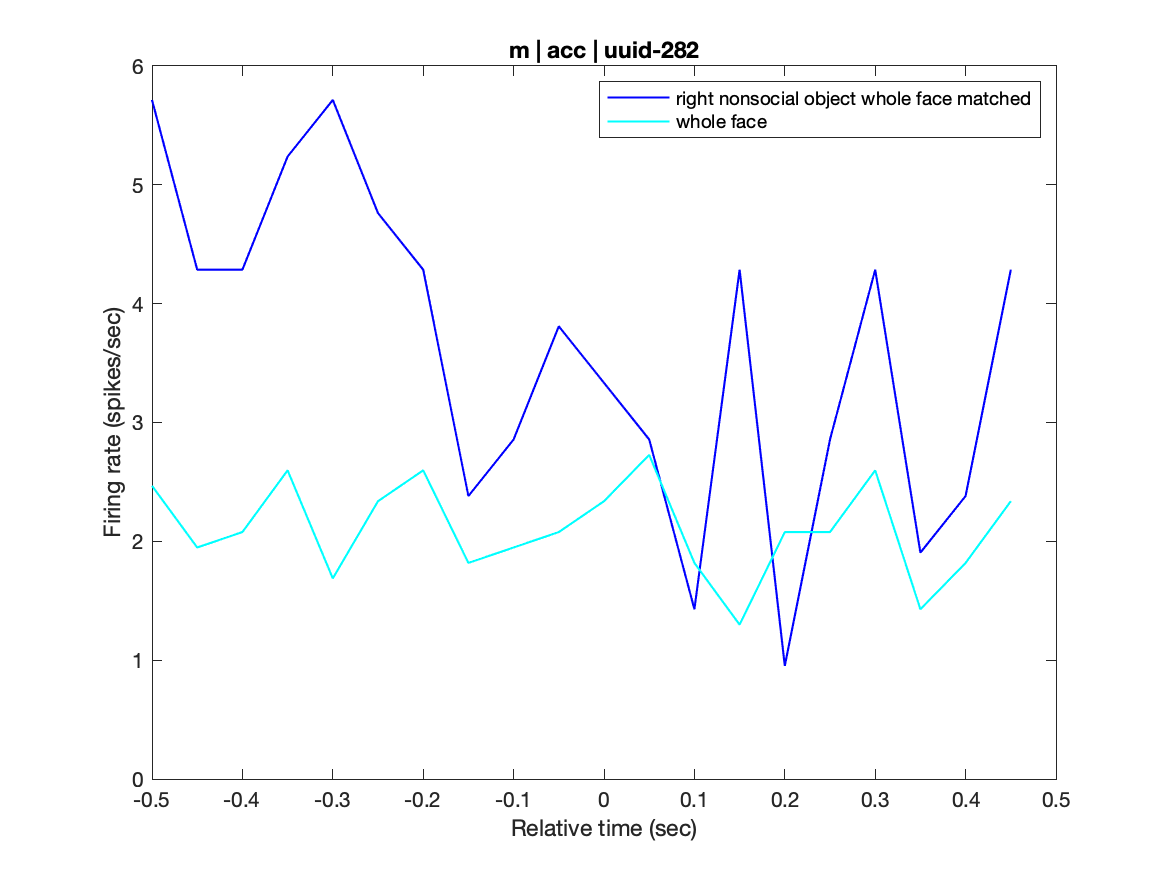 m | acc | uuid-282
right nonsocial object whole face matched
whole face
Firing rate (spikes/sec)
6
5
4
3
2
1
0
-0.5 -0.4 -0.3 -0.2 -0.1 0 0.1 0.2 0.3 0.4 0.5
Relative time (sec)